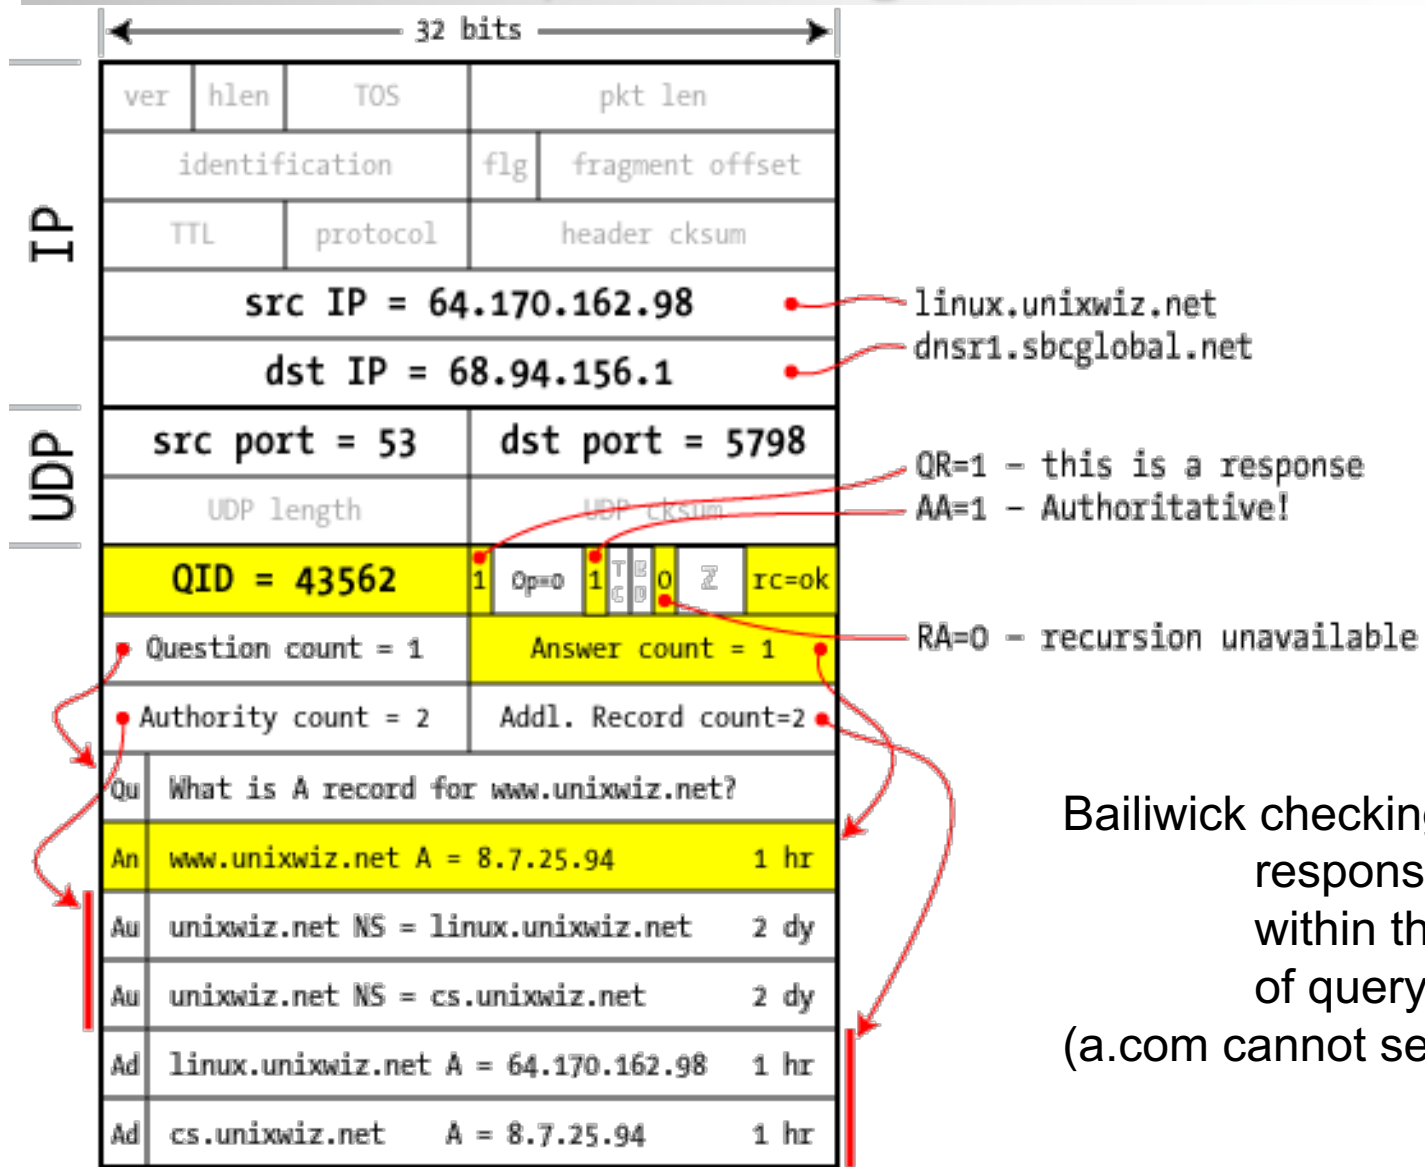 32 bits
ver hlen TOS pkt len
identification flg fragment offset
TTL protocol header cksum
IP
src IP = 64.170.162.98
linux.unixwiz.net
dst IP = 68.94.156.1
dnsr1.sbcglobal.net
UDP
src port = 53 dst port = 5798
UDP length UDP cksum
QR=1 – this is a response
AA=1 – Authoritative!
QID = 43562 1 Op=0 1 TC RD 0 Z rc=ok
RA=0 – recursion unavailable
Question count = 1 Answer count = 1
Authority count = 2 Addl. Record count=2
Qu What is A record for www.unixwiz.net?
An www.unixwiz.net A = 8.7.25.94 1 hr
Au unixwiz.net NS = linux.unixwiz.net 2 dy
Au unixwiz.net NS = cs.unixwiz.net 2 dy
Ad linux.unixwiz.net A = 64.170.162.98 1 hr
Ad cs.unixwiz.net A = 8.7.25.94 1 hr
Bailiwick
within
of query
(a.com cannot